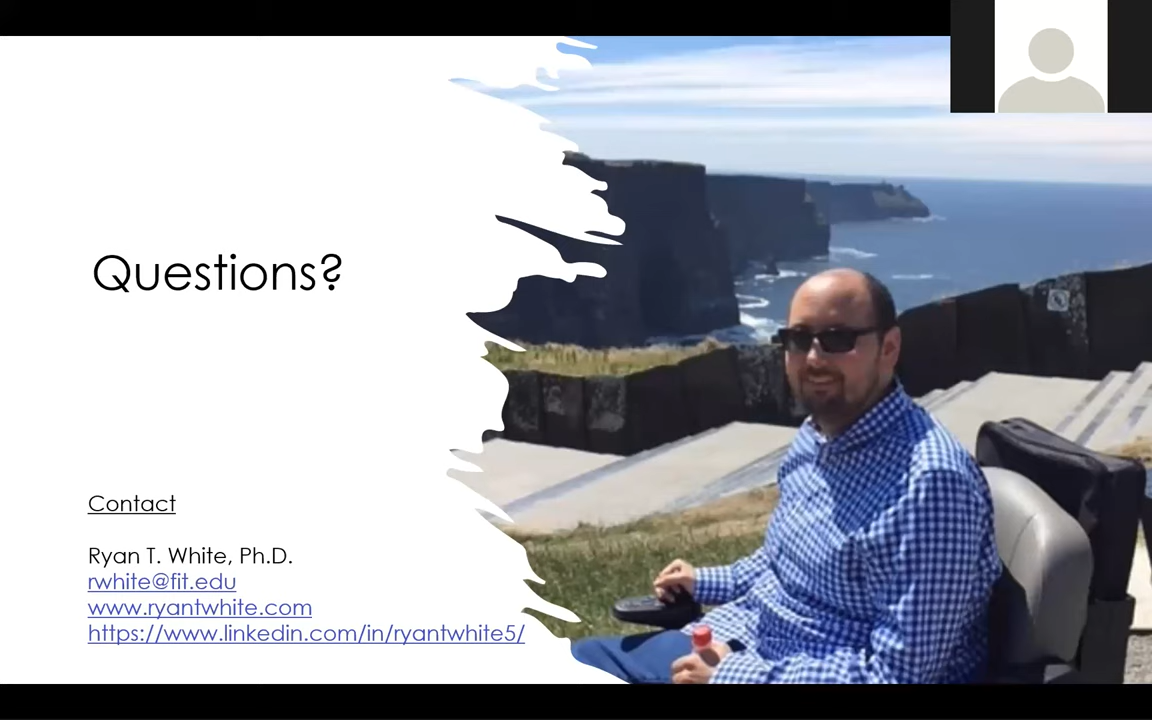 Questions?
Contact
Ryan T. White, Ph.D.
rwhite@fit.edu
www.ryantwhite.com
https://www.linkedin.com/in/ryantwhite5/